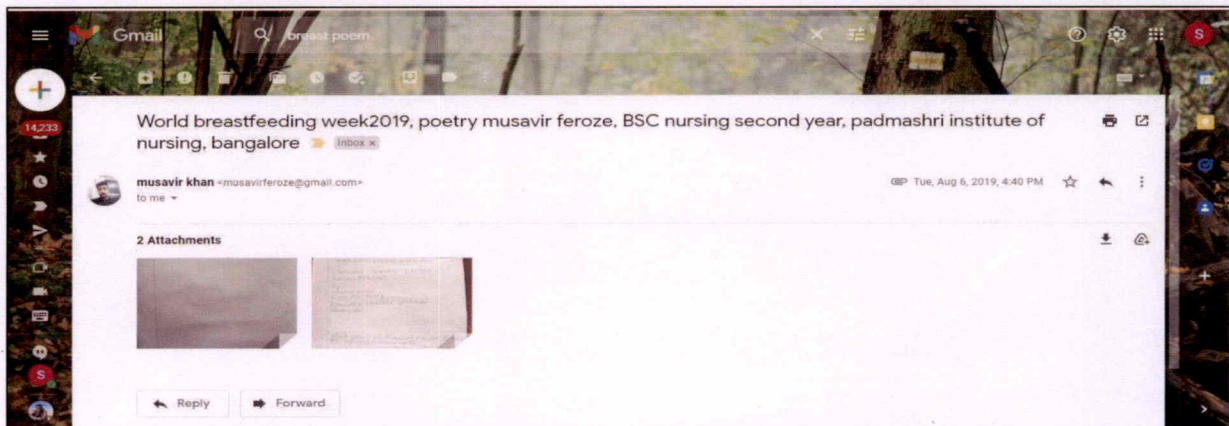 Gmail
breast poem
S
14,233
World breastfeeding week2019, poetry musavir feroze, BSC nursing second year, padmashri institute of
nursing, bangalore Inbox x
musavir khan <musavirferoze@gmail.com>
Tue, Aug 6, 2019, 4:40 PM
to me
2 Attachments
Reply
Forward
S